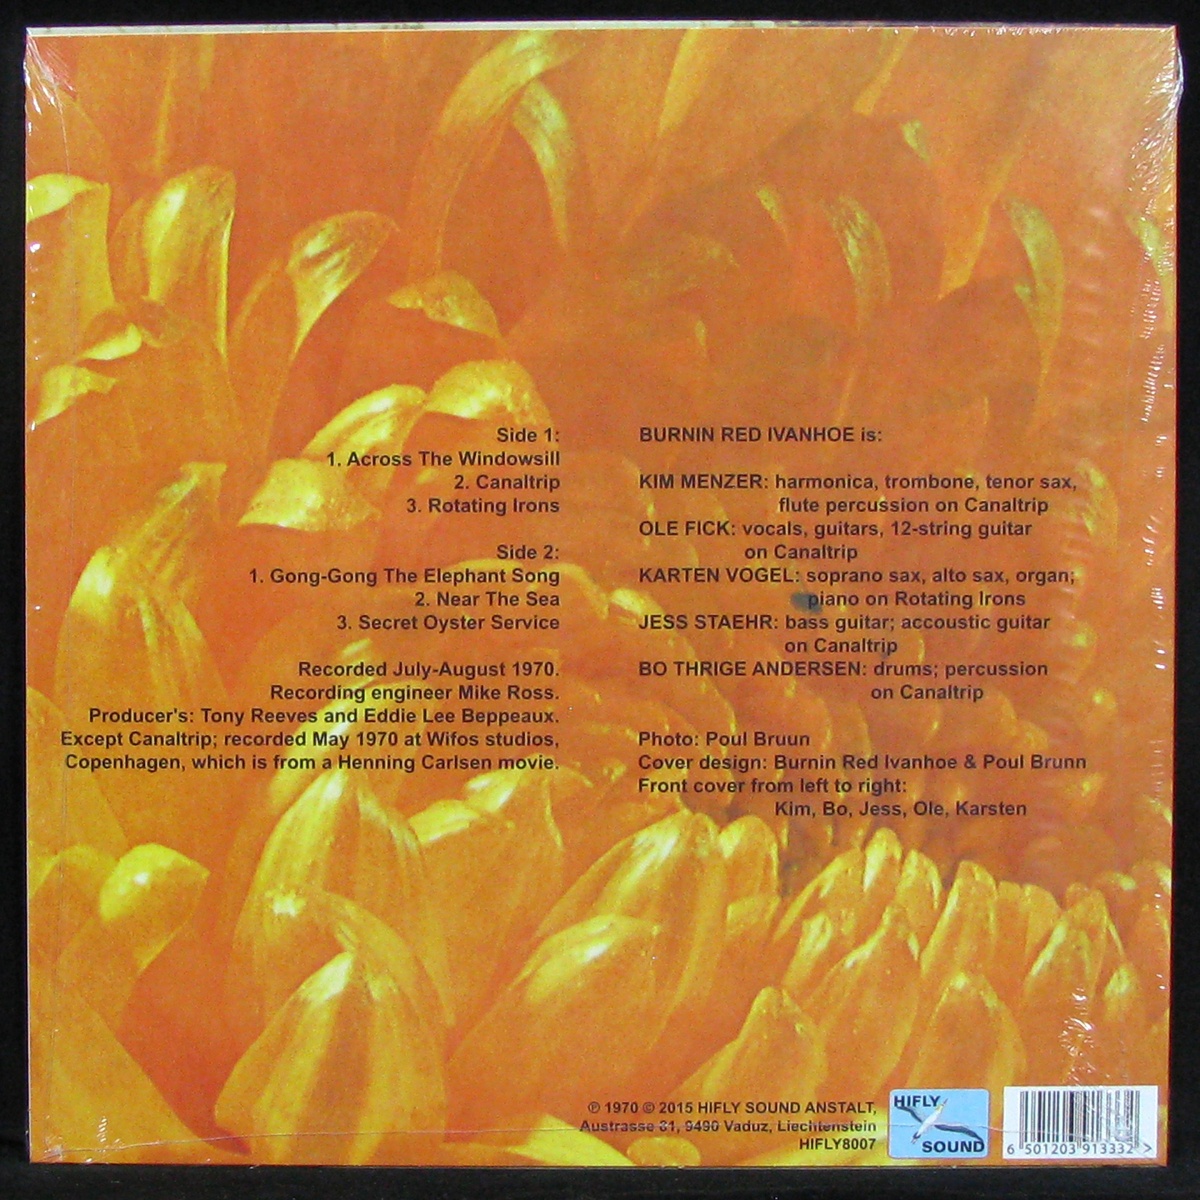 Side 1:
1. Across The Windowsill
2. Canaltrip
3. Rotating Irons
Side 2:
1. Gong-Gong The Elephant Song
2. Near The Sea
3. Secret Oyster Service
Recorded July-August 1970.
Recording engineer Mike Ross.
Producer's: Tony Reeves and Eddie Lee Beppeaux.
Except Canaltrip; recorded May 1970 at Wifos studios,
Copenhagen, which is from a Henning Carlsen movie.
BURNIN RED IVANHOE is:
KIM MENZER: harmonica, trombone, tenor sax,
flute percussion on Canaltrip
OLE FICK: vocals, guitars, 12-string guitar
on Canaltrip
KARTEN VOGEL: soprano sax, alto sax, organ;
piano on Rotating Irons
JESS STAEHR: bass guitar; accoustic guitar
on Canaltrip
BO THRIGE ANDERSEN: drums; percussion
on Canaltrip
Photo: Poul Bruun
Cover design: Burnin Red Ivanhoe & Poul Brunn
Front cover from left to right:
Kim, Bo, Jess, Ole, Karsten
℗ 1970 © 2015 HIFLY SOUND ANSTALT,
Austrasse 81, 9490 Vaduz, Liechtenstein
HIFLY8007
HIFLY
SOUND
6 501203 913332 >